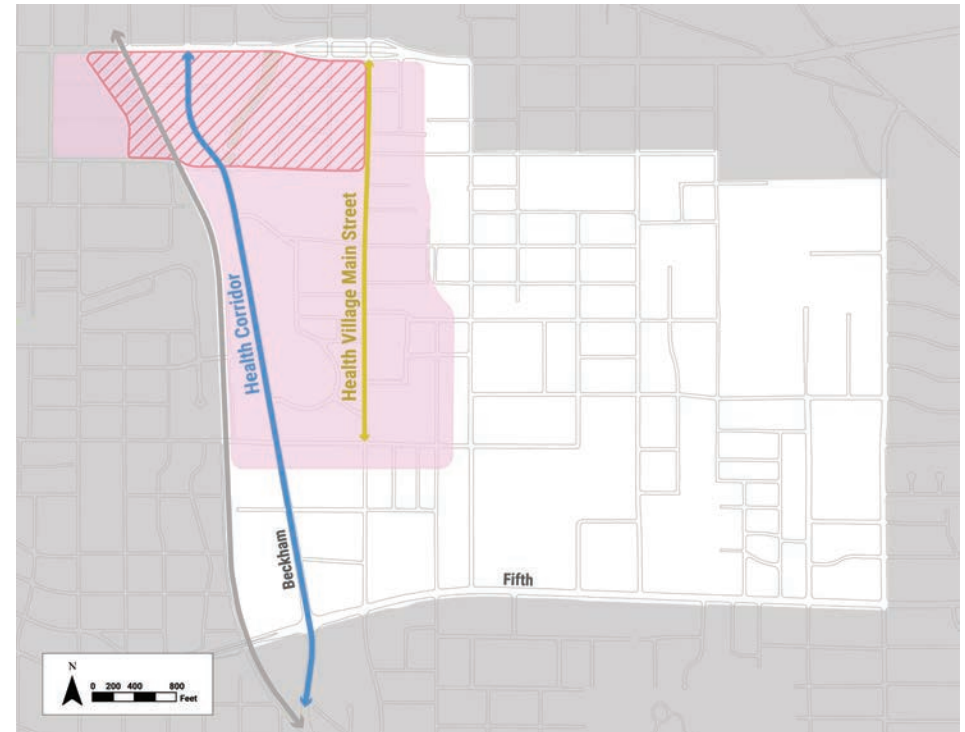 Health Corridor
Health Village Main Street
Beckham
Fifth
N
0 200 400 800
Feet